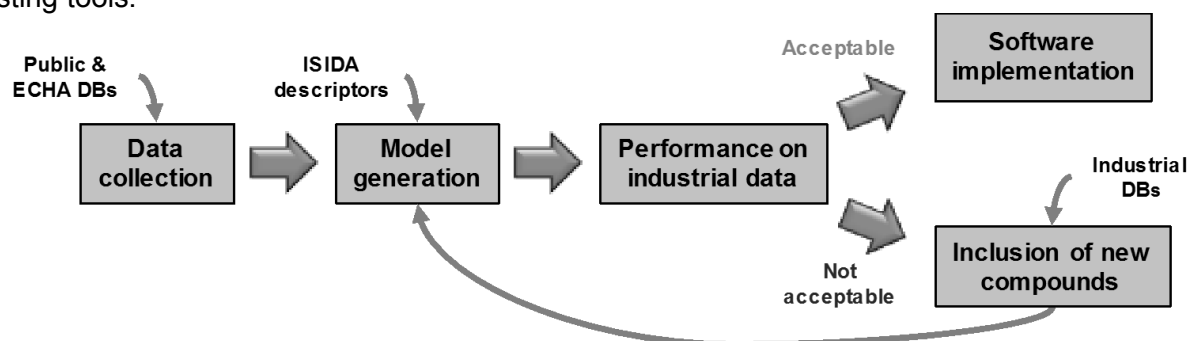 sting tools.
Public &
ECHA DBs
ISIDA
descriptors
Acceptable
Software
implementation
Data
collection
Model
generation
Performance on
industrial data
Industrial
DBs
Not
acceptable
Inclusion of new
compounds